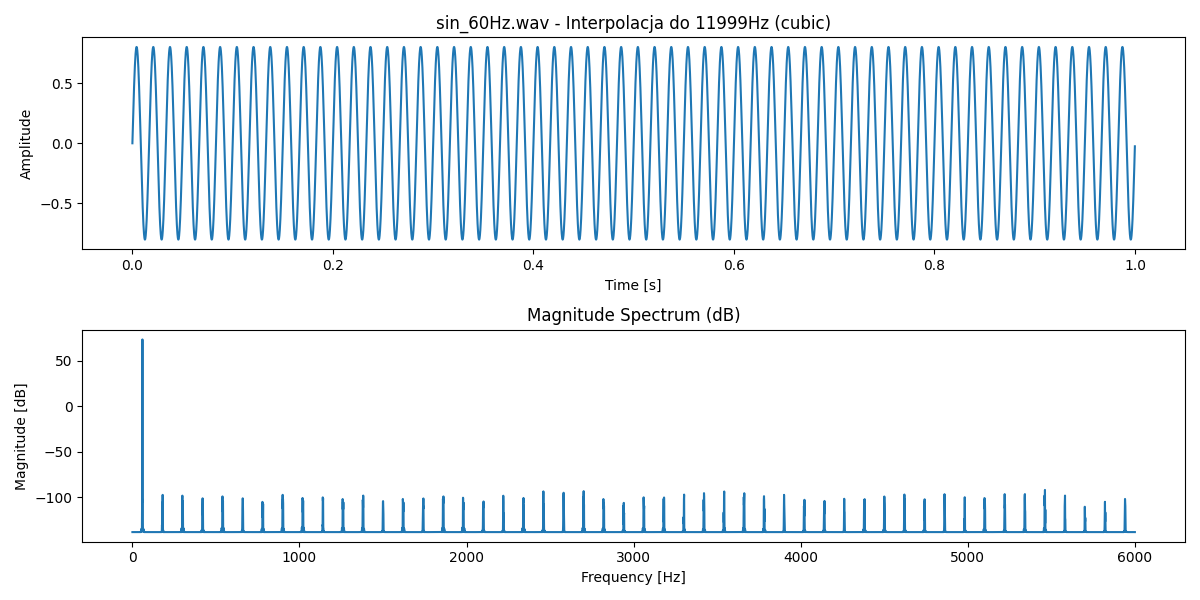 sin_60Hz.wav - Interpolacja do 11999Hz (cubic)
0.5
0.0
−0.5
Amplitude
0.0 0.2 0.4 0.6 0.8 1.0
Time [s]
Magnitude Spectrum (dB)
50
0
−50
−100
Magnitude [dB]
0 1000 2000 3000 4000 5000 6000
Frequency [Hz]